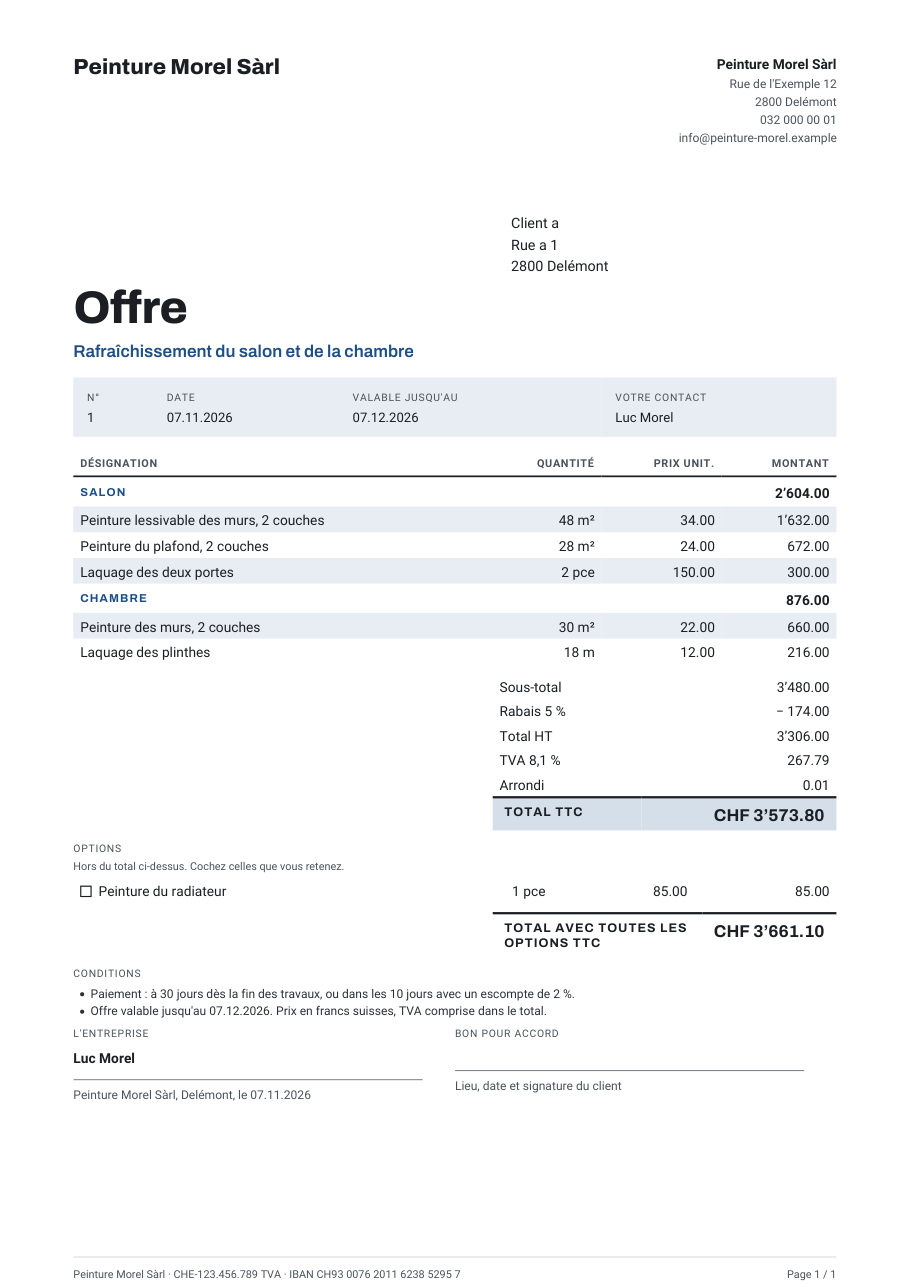 Peinture Morel Sàrl
Peinture Morel Sàrl
Rue de l'Exemple 12
2800 Delémont
032 000 00 01
info@peinture-morel.example
Client a
Rue a 1
2800 Delémont
Offre
Rafraîchissement du salon et de la chambre
N° DATE VALABLE JUSQU'AU VOTRE CONTACT
1 07.11.2026 07.12.2026 Luc Morel
DÉSIGNATION QUANTITÉ PRIX UNIT. MONTANT
SALON 2’604.00
Peinture lessivable des murs, 2 couches 48 m² 34.00 1’632.00
Peinture du plafond, 2 couches 28 m² 24.00 672.00
Laquage des deux portes 2 pce 150.00 300.00
CHAMBRE 876.00
Peinture des murs, 2 couches 30 m² 22.00 660.00
Laquage des plinthes 18 m 12.00 216.00
Sous-total 3’480.00
Rabais 5 % − 174.00
Total HT 3’306.00
TVA 8,1 % 267.79
Arrondi 0.01
TOTAL TTC CHF 3’573.80
OPTIONS
Hors du total ci-dessus. Cochez celles que vous retenez.
☐ Peinture du radiateur 1 pce 85.00 85.00
TOTAL AVEC TOUTES LES CHF 3’661.10
OPTIONS TTC
CONDITIONS
• Paiement : à 30 jours dès la fin des travaux, ou dans les 10 jours avec un escompte de 2 %.
• Offre valable jusqu'au 07.12.2026. Prix en francs suisses, TVA comprise dans le total.
L'ENTREPRISE BON POUR ACCORD
Luc Morel
Peinture Morel Sàrl, Delémont, le 07.11.2026 Lieu, date et signature du client
Peinture Morel Sàrl · CHE-123.456.789 TVA · IBAN CH93 0076 2011 6238 5295 7 Page 1 / 1